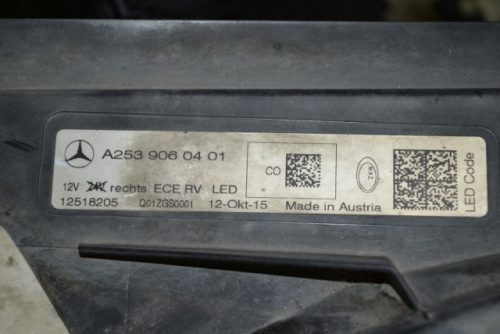 A253 906 04 01
CO
12V 24V rechts ECE RV LED
12518205 Q01ZGS0001 12-Okt-15 Made in Austria
LED Code